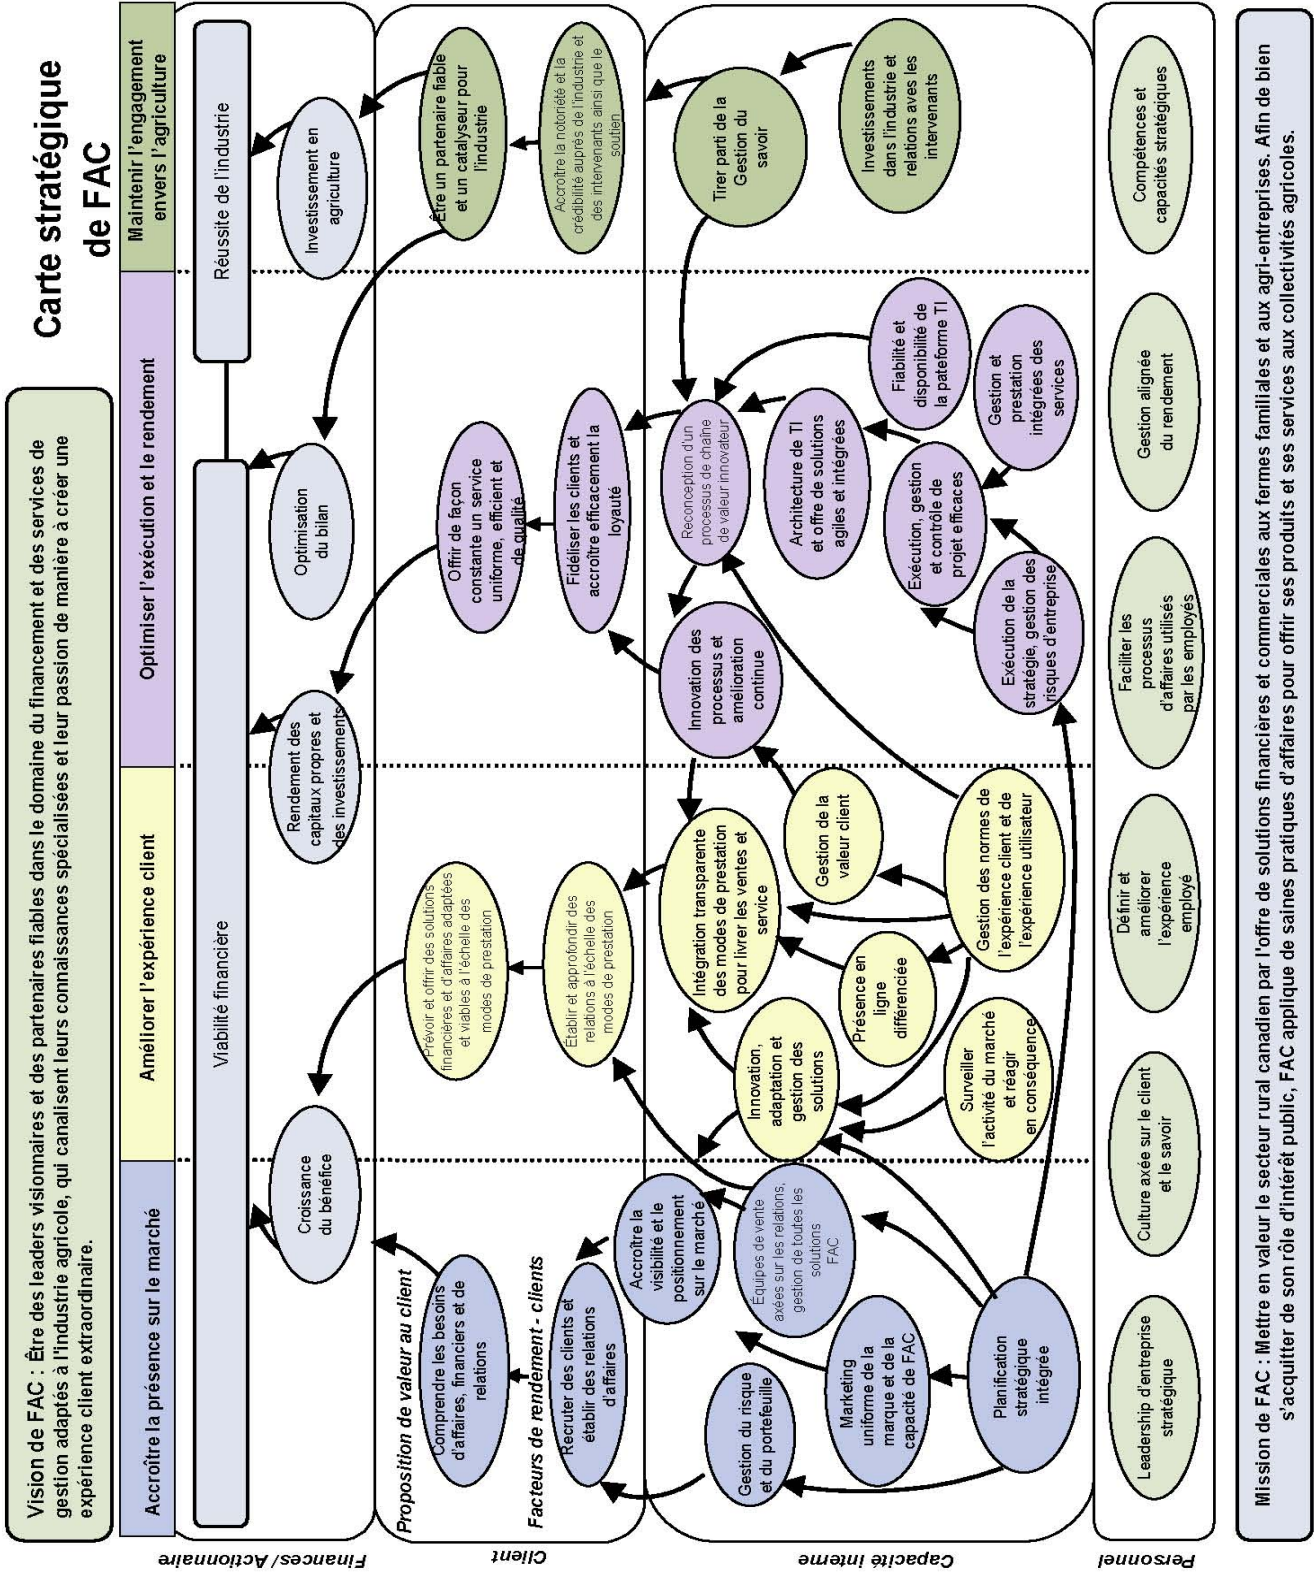 Carte stratégique
de FAC
Vision de FAC : Être des leaders visionnaires et des partenaires fiables dans le domaine du financement et des services de
gestion adaptés à l'industrie agricole, qui canalisent leurs connaissances spécialisées et leur passion de manière à créer une
expérience client extraordinaire.
Accroître la présence sur le marché
Améliorer l'expérience client
Optimiser l'exécution et le rendement
Maintenir l'engagement
envers l'agriculture
Finances/Actionnaire
Viabilité financière
Réussite de l'industrie
Croissance
du bénéfice
Rendement des
capitaux propres et
des investissements
Optimisation
du bilan
Investissement en
agriculture
Client
Proposition de valeur au client
Comprendre les besoins
d'affaires, financiers et de
relations
Prévoir et offrir des solutions
financières et d'affaires adaptées
et viables à l'échelle des
modes de prestation
Offrir de façon
constante un service
uniforme, efficient et
de qualité
Être un partenaire fiable
et un catalyseur pour
l'industrie
Facteurs de rendement - clients
Recruter des clients et
établir des relations
d'affaires
Établir et approfondir des
relations à l'échelle des
modes de prestation
Fidéliser les clients et
accroître efficacement la
loyauté
Accroître la notoriété et la
crédibilité auprès de l'industrie et
des intervenants ainsi que le
soutien
Capacité interne
Accroître la
visibilité et le
positionnement
sur le marché
Gestion du risque
et du portefeuille
Équipes de vente
axées sur les relations,
gestion de toutes les
solutions
FAC
Marketing
uniforme de la
marque et de la
capacité de FAC
Planification
stratégique
intégrée
Intégration transparente
des modes de prestation
pour livrer les ventes et
service
Innovation,
adaptation et
gestion des
solutions
Gestion de la
valeur client
Présence en
ligne
différenciée
Surveiller
l'activité du marché
et réagir
en conséquence
Gestion des normes de
l'expérience client et de
l'expérience utilisateur
Innovation des
processus et
amélioration
continue
Reconception d'un
processus de chaîne
de valeur innovateur
Architecture de TI
et offre de solutions
agiles et intégrées
Fiabilité et
disponibilité de
la pateforme TI
Exécution, gestion
et contrôle de
projet efficaces
Exécution de la
stratégie, gestion des
risques d'entreprise
Gestion et
prestation
intégrées des
services
Tirer parti de la
Gestion du
savoir
Investissements
dans l'industrie et
relations aves les
intervenants
Personnel
Leadership d'entreprise
stratégique
Culture axée sur le client
et le savoir
Définir et
améliorer
l'expérience
employé
Faciliter les
processus
d'affaires utilisés
par les employés
Gestion alignée
du rendement
Compétences et
capacités stratégiques
Mission de FAC : Mettre en valeur le secteur rural canadien par l'offre de solutions financières et commerciales aux fermes familiales et aux agri-entreprises. Afin de bien
s'acquitter de son rôle d'intérêt public, FAC applique de saines pratiques d'affaires pour offrir ses produits et ses services aux collectivités agricoles.